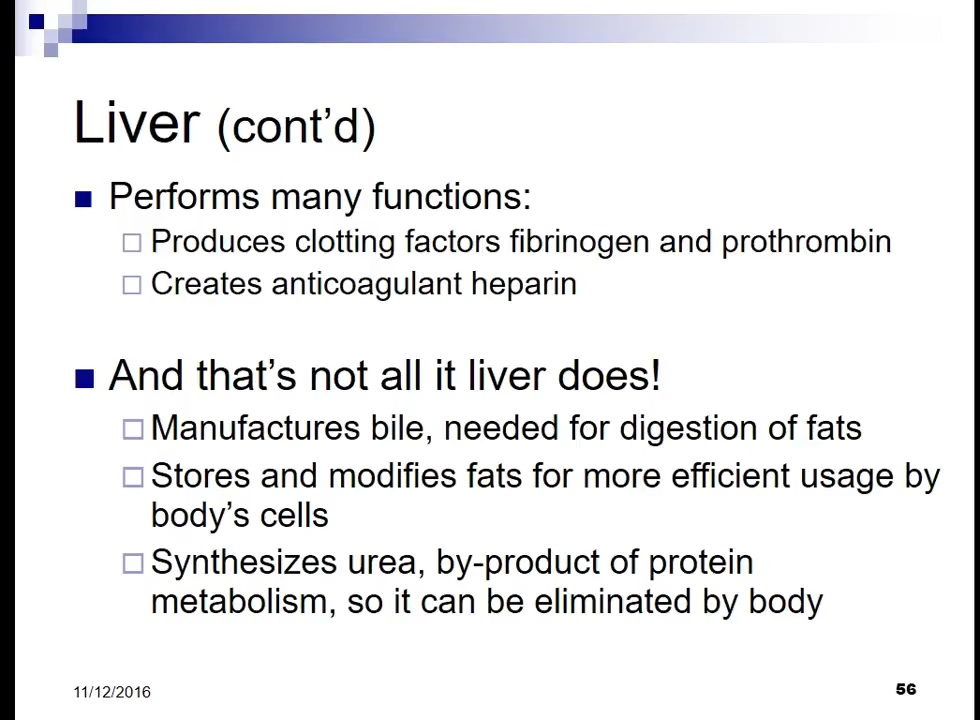 Liver (cont’d)
Performs many functions:
Produces clotting factors fibrinogen and prothrombin
Creates anticoagulant heparin
And that’s not all it liver does!
Manufactures bile, needed for digestion of fats
Stores and modifies fats for more efficient usage by
body’s cells
Synthesizes urea, by-product of protein
metabolism, so it can be eliminated by body
11/12/2016
56